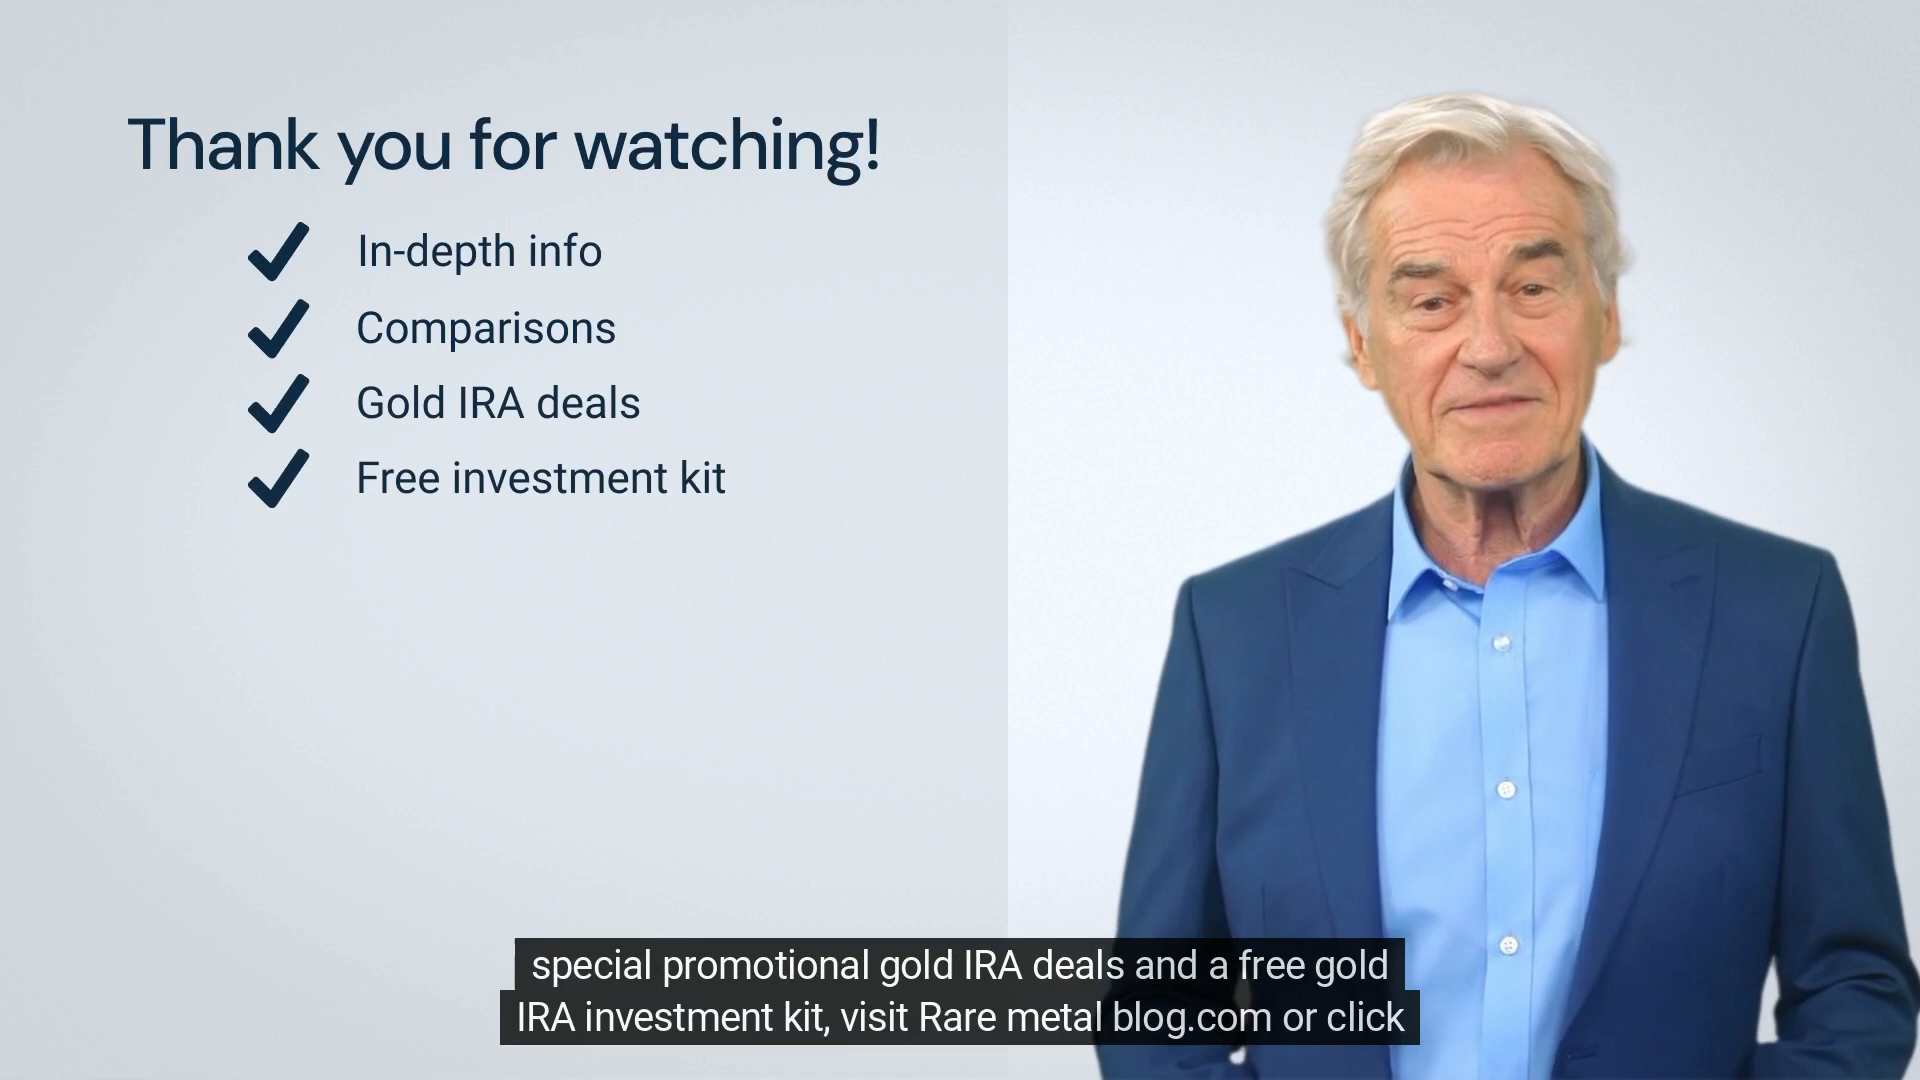 Thank you for watching!
In-depth info
Comparisons
Gold IRA deals
Free investment kit
special promotional gold IRA deals and a free gold
IRA investment kit, visit Rare metal blog.com or click